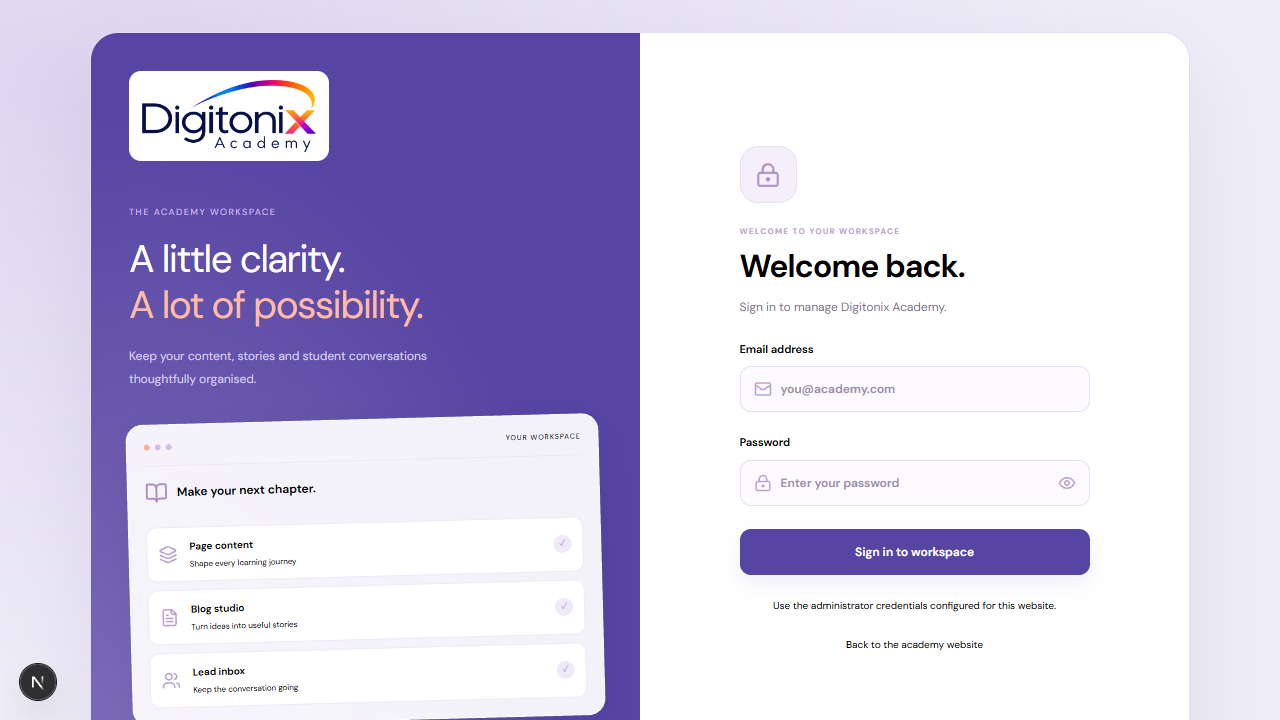 Digitonix
Academy
THE ACADEMY WORKSPACE
A little clarity.
A lot of possibility.
Keep your content, stories and student conversations
thoughtfully organised.
YOUR WORKSPACE
Make your next chapter.
Page content
Shape every learning journey
Blog studio
Turn ideas into useful stories
Lead inbox
Keep the conversation going
N
WELCOME TO YOUR WORKSPACE
Welcome back.
Sign in to manage Digitonix Academy.
Email address
you@academy.com
Password
Enter your password
Sign in to workspace
Use the administrator credentials configured for this website.
Back to the academy website